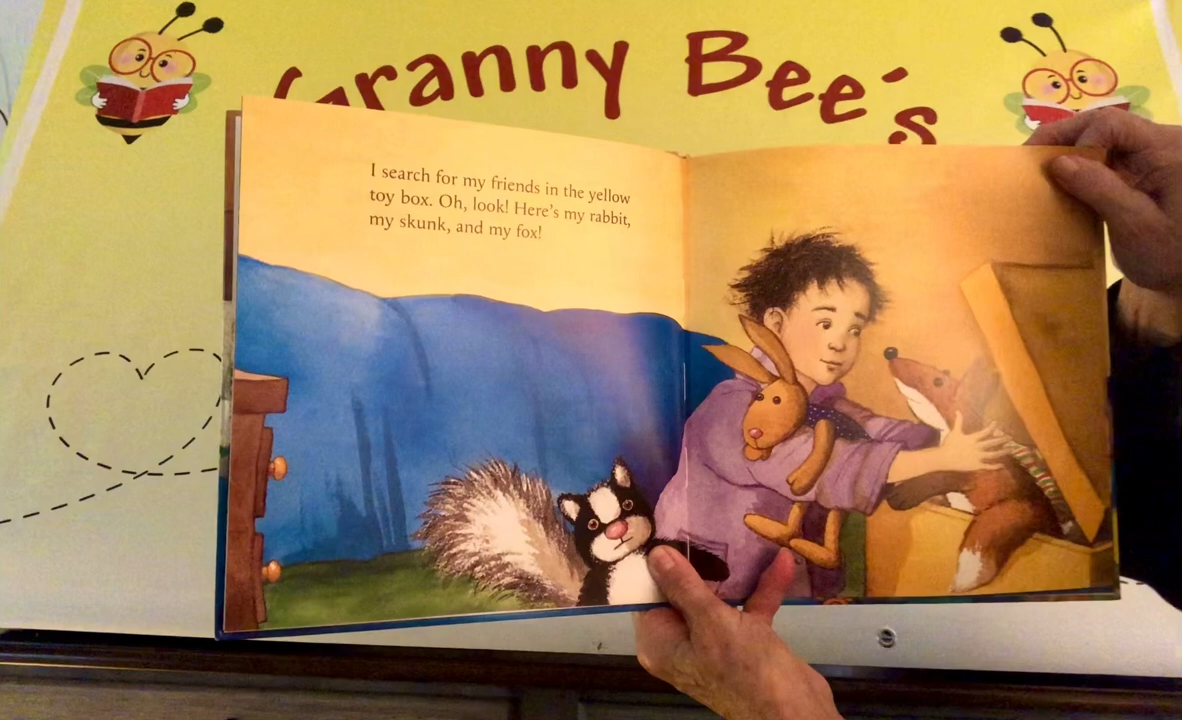 Granny Bee's
I search for my friends in the yellow
toy box. Oh, look! Here's my rabbit,
my skunk, and my fox!